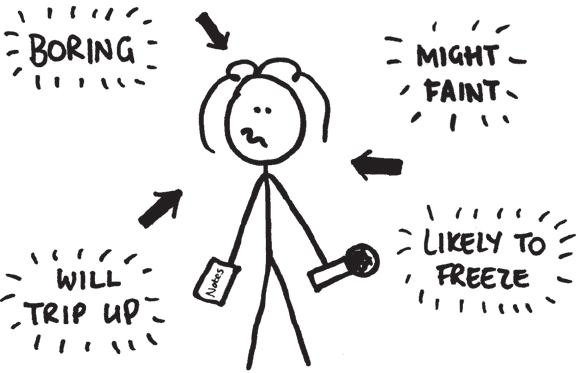 BORING
MIGHT
FAINT
WILL
TRIP UP
Notes
LIKELY TO
FREEZE